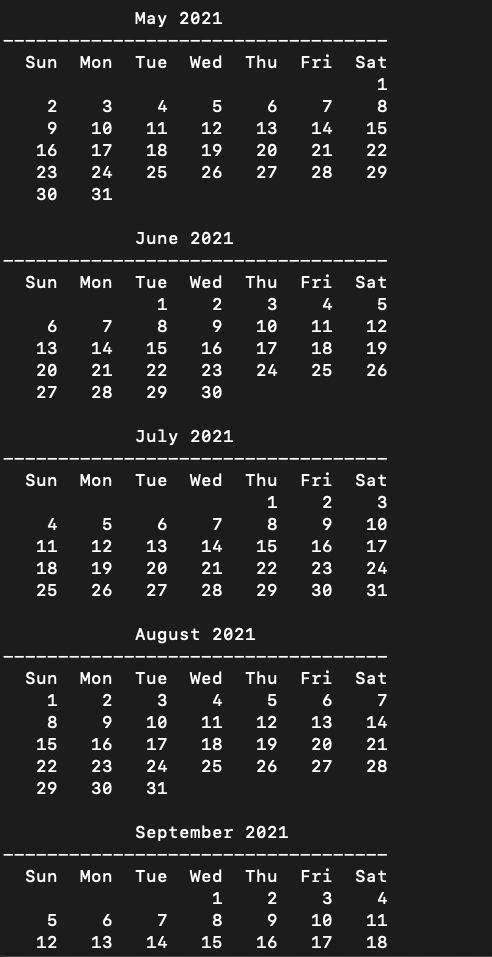 May 2021
-----------------------------------
Sun Mon Tue Wed Thu Fri Sat
1
2 3 4 5 6 7 8
9 10 11 12 13 14 15
16 17 18 19 20 21 22
23 24 25 26 27 28 29
30 31
June 2021
-----------------------------------
Sun Mon Tue Wed Thu Fri Sat
1 2 3 4 5
6 7 8 9 10 11 12
13 14 15 16 17 18 19
20 21 22 23 24 25 26
27 28 29 30
July 2021
-----------------------------------
Sun Mon Tue Wed Thu Fri Sat
1 2 3
4 5 6 7 8 9 10
11 12 13 14 15 16 17
18 19 20 21 22 23 24
25 26 27 28 29 30 31
August 2021
-----------------------------------
Sun Mon Tue Wed Thu Fri Sat
1 2 3 4 5 6 7
8 9 10 11 12 13 14
15 16 17 18 19 20 21
22 23 24 25 26 27 28
29 30 31
September 2021
-----------------------------------
Sun Mon Tue Wed Thu Fri Sat
1 2 3 4
5 6 7 8 9 10 11
12 13 14 15 16 17 18